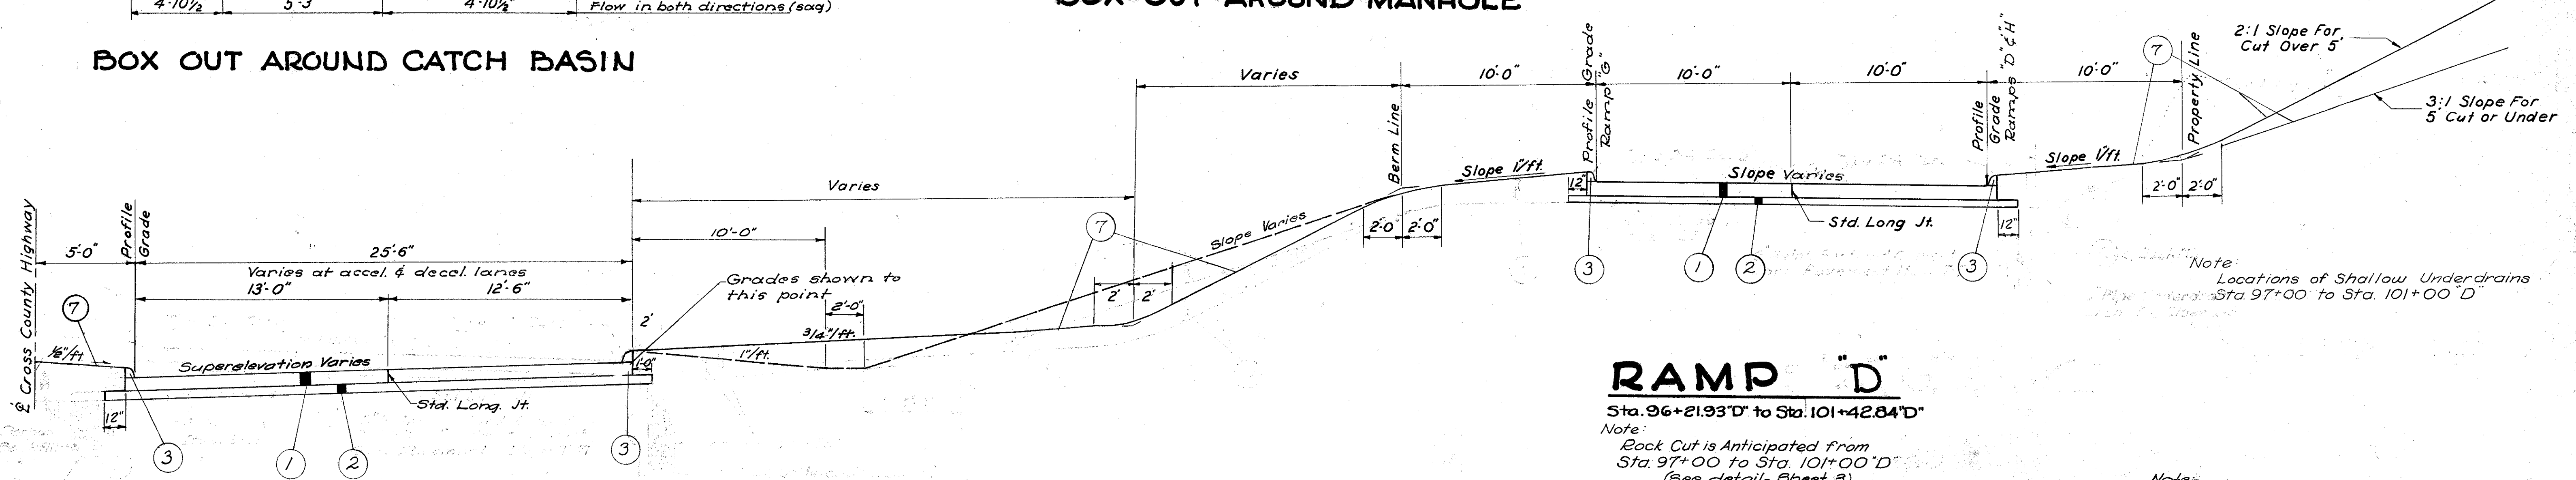 4'-10½"
5'-3"
4'-10½"
Flow in both directions (sag)
BOX OUT AROUND MANHOLE
BOX OUT AROUND CATCH BASIN
Varies
10'-0"
Profile Grade
Ramp "G"
10'-0"
10'-0"
Profile
Grade
Ramps "D" & "H"
10'-0"
Property Line
7
2:1 Slope For
Cut Over 5'
3:1 Slope For
5' Cut or Under
Berm Line
Slope 1"/ft.
12"
Slope Varies
Std. Long Jt.
Slope 1"/ft.
2'-0"
2'-0"
12"
2'-0"
2'-0"
3
1
2
3
Note:
Locations of Shallow Underdrains
Sta. 97+00 to Sta. 101+00 "D"
Varies
10'-0"
7
Slope Varies
℄ Cross County Highway
5'-0"
Profile
Grade
25'-6"
Varies at accel. & decel. lanes
13'-0"
12'-6"
Grades shown to
this point
2'-0"
2'
2'
2'
7
½"/ft.
Superelevation Varies
1'-0"
1"/ft.
3/4"/ft.
Std. Long. Jt.
12"
3
1
2
3
RAMP "D"
Sta. 96+21.93 "D" to Sta. 101+42.84 "D"
Note:
Rock Cut is Anticipated from
Sta. 97+00 to Sta. 101+00 "D"
(See detail - Sheet 3)
Note: